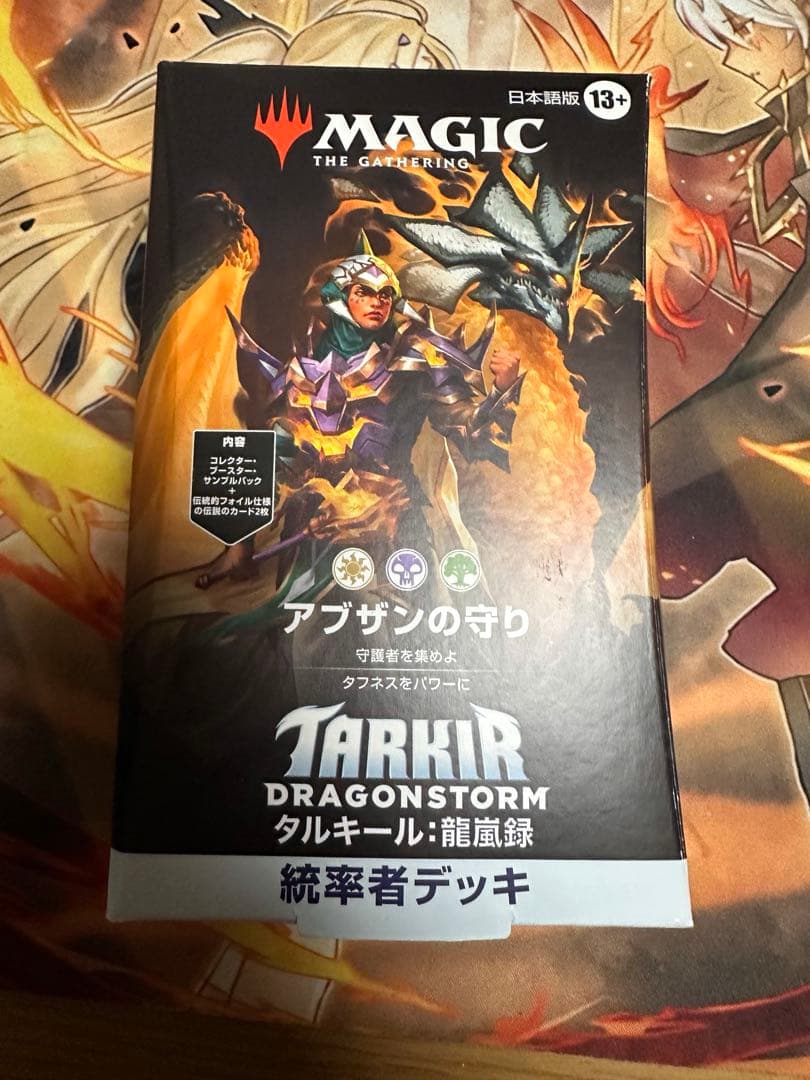 日本語版 13+
MAGIC
THE GATHERING
内容
コレクター・
ブースター・
サンプルパック
+
伝統的フォイル仕様
の伝説のカード2枚
アブザンの守り
守護者を集めよ
タフネスをパワーに
TARKIR
DRAGONSTORM
タルキール:龍嵐録
統率者デッキ